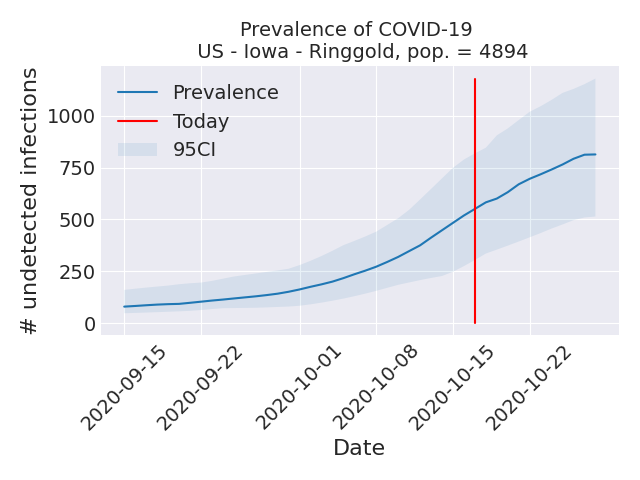 Prevalence of COVID-19
US - Iowa - Ringgold, pop. = 4894
# undetected infections
1000
750
500
250
0
Prevalence
Today
95CI
2020-09-15
2020-09-22
2020-10-01
2020-10-08
2020-10-15
2020-10-22
Date